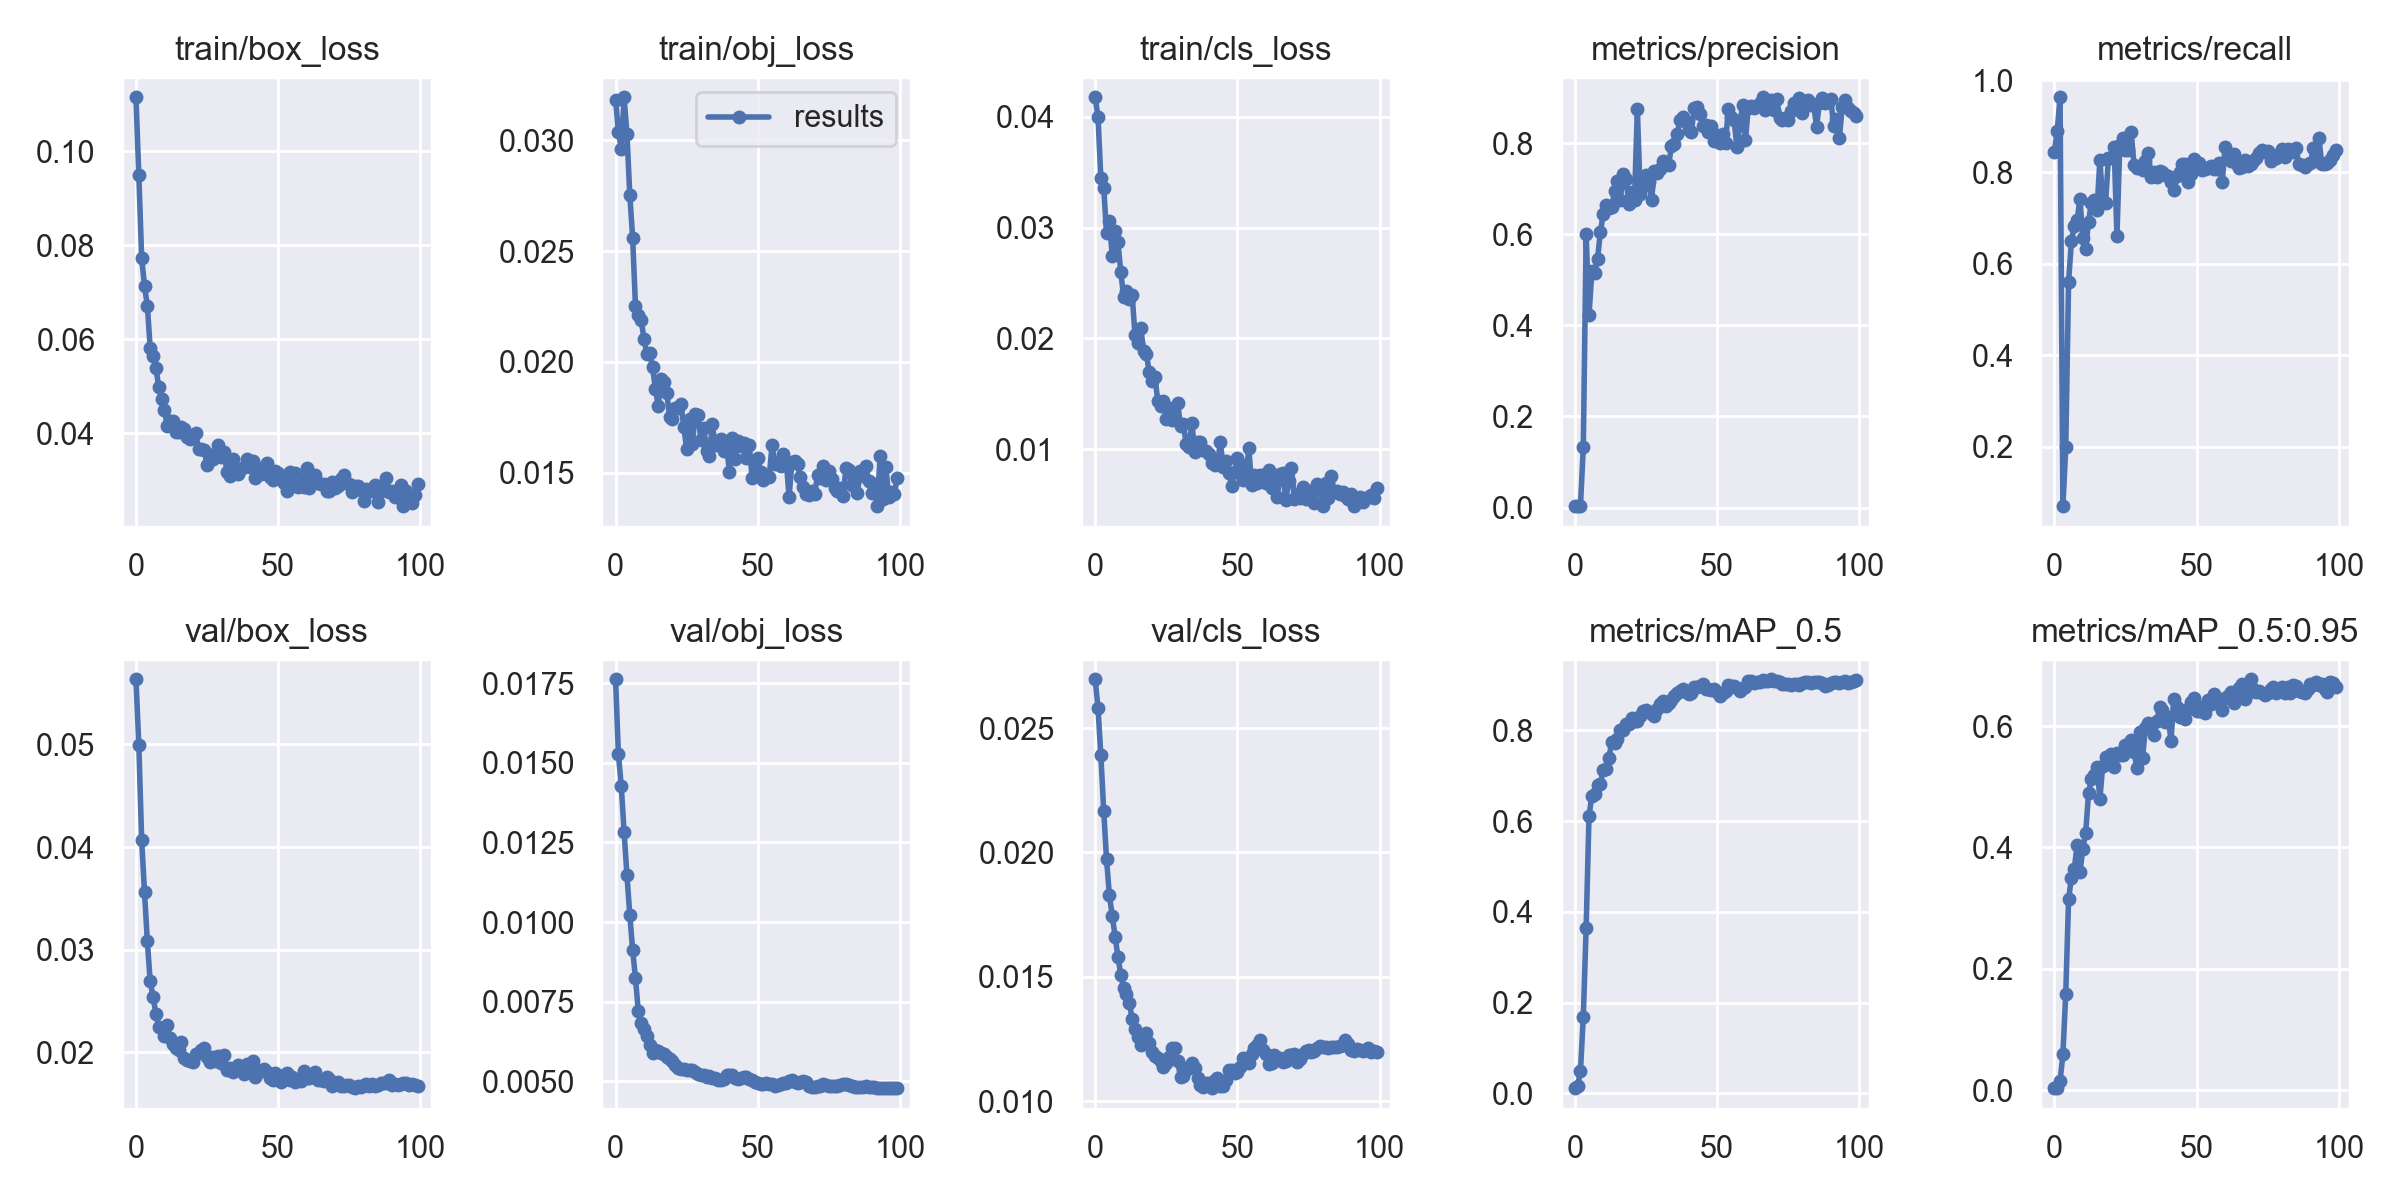 train/box_loss
0.10
0.08
0.06
0.04
0 50 100
train/obj_loss
results
0.030
0.025
0.020
0.015
0 50 100
train/cls_loss
0.04
0.03
0.02
0.01
0 50 100
metrics/precision
0.8
0.6
0.4
0.2
0.0
0 50 100
metrics/recall
1.0
0.8
0.6
0.4
0.2
0 50 100
val/box_loss
0.05
0.04
0.03
0.02
0 50 100
val/obj_loss
0.0175
0.0150
0.0125
0.0100
0.0075
0.0050
0 50 100
val/cls_loss
0.025
0.020
0.015
0.010
0 50 100
metrics/mAP_0.5
0.8
0.6
0.4
0.2
0.0
0 50 100
metrics/mAP_0.5:0.95
0.6
0.4
0.2
0.0
0 50 100